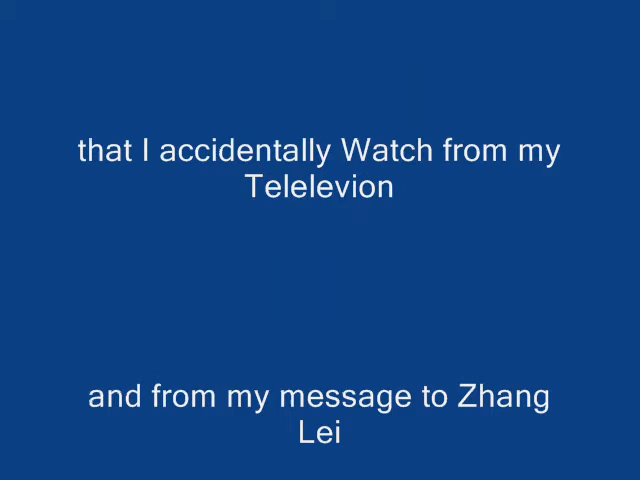 that I accidentally Watch from my
Telelevion
and from my message to Zhang
Lei